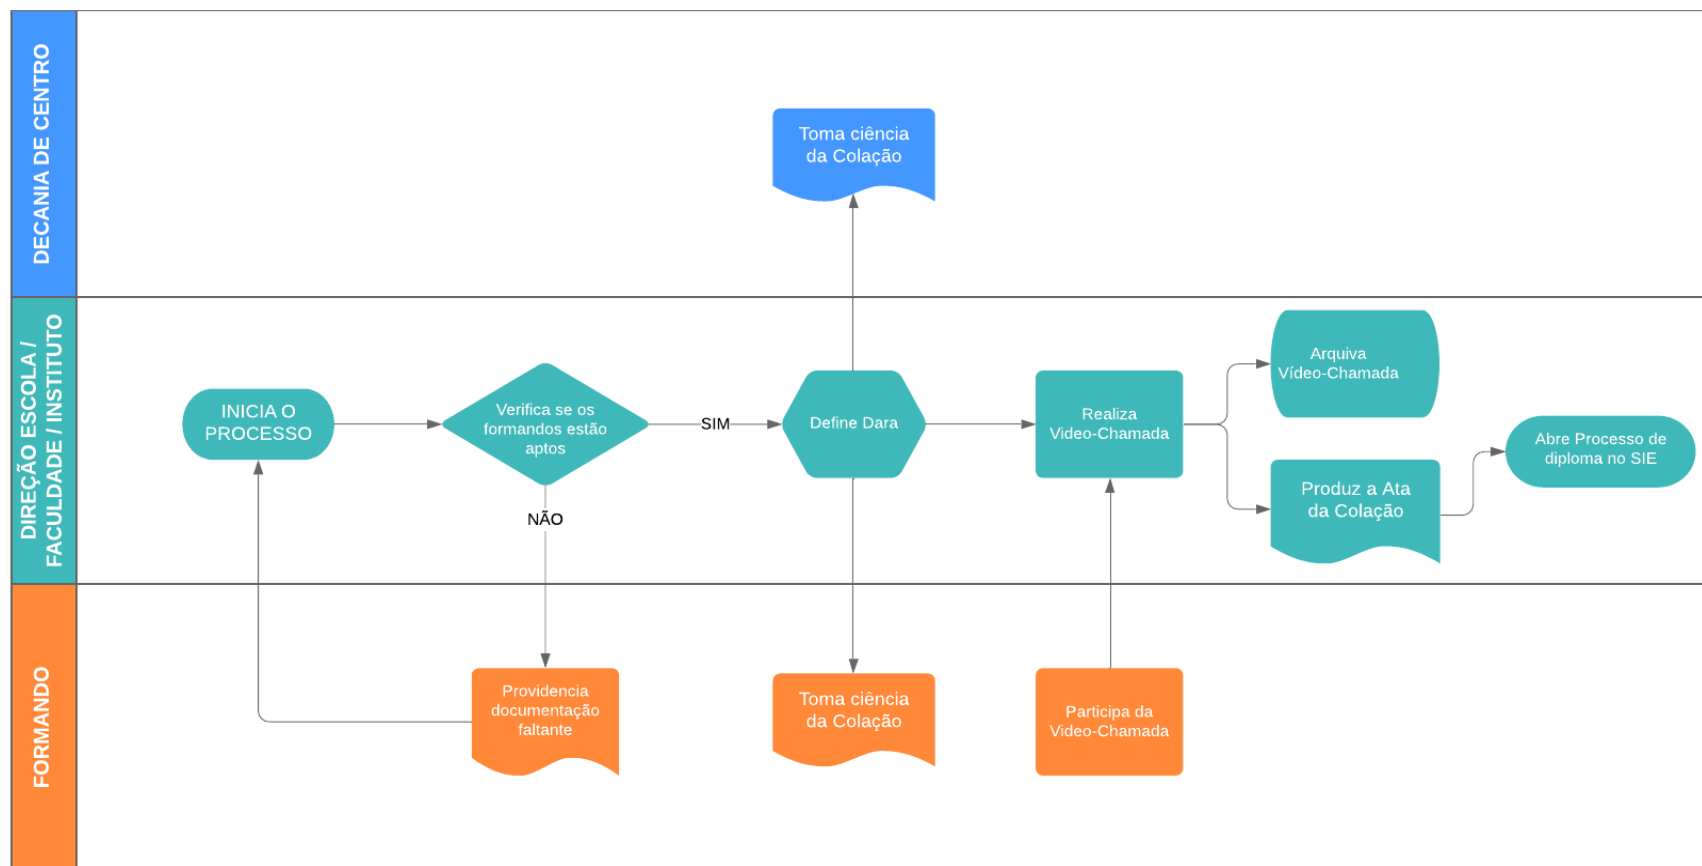 DECANIA DE CENTRO
Toma ciência
da Colação
DIREÇÃO ESCOLA /
FACULDADE / INSTITUTO
INICIA O
PROCESSO
Verifica se os
formandos estão
aptos
SIM
NÃO
Define Dara
Realiza
Video-Chamada
Arquiva
Vídeo-Chamada
Produz a Ata
da Colação
Abre Processo de
diploma no SIE
FORMANDO
Providencia
documentação
faltante
Toma ciência
da Colação
Participa da
Video-Chamada